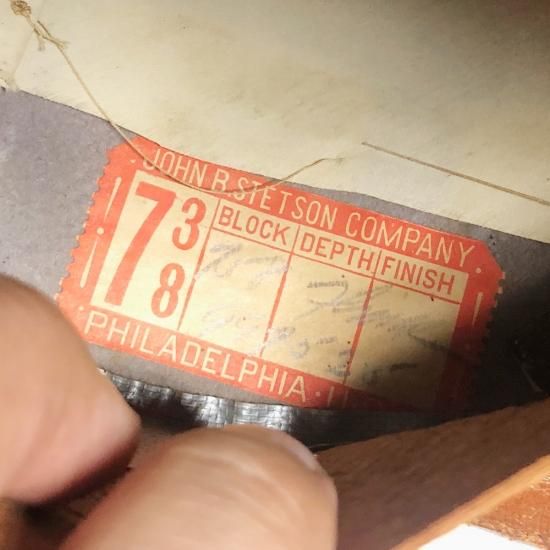 JOHN B. STETSON COMPANY.
7 3/8
BLOCK DEPTH FINISH
PHILADELPHIA ·